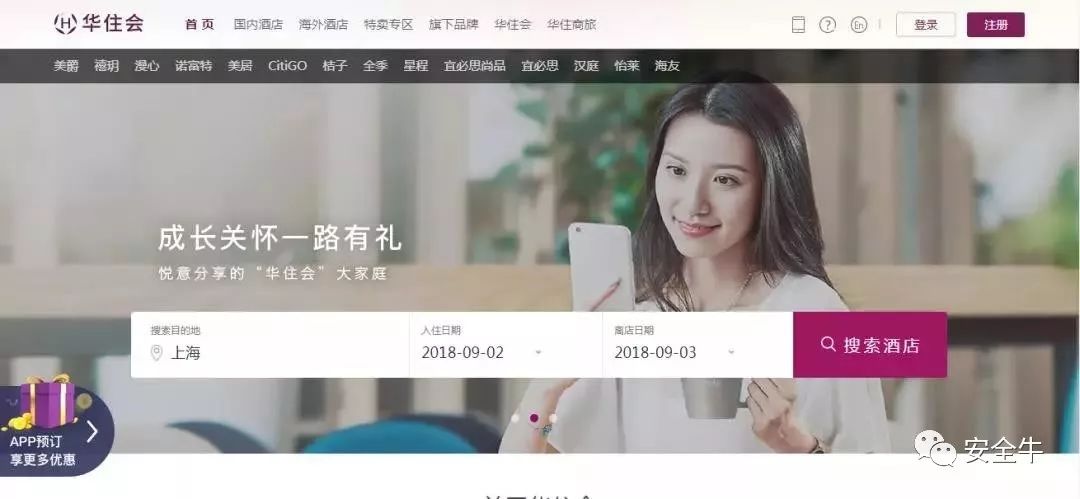 华住会 首 页 国内酒店 海外酒店 特卖专区 旗下品牌 华住会 华住商旅 ? En 登录 注册
美爵 禧玥 漫心 诺富特 美居 CitiGO 桔子 全季 星程 宜必思尚品 宜必思 汉庭 怡莱 海友
成长关怀一路有礼
悦意分享的“华住会”大家庭
搜索目的地 入住日期 离店日期
上海 2018-09-02 2018-09-03 搜索酒店
APP预订
享更多优惠
安全牛